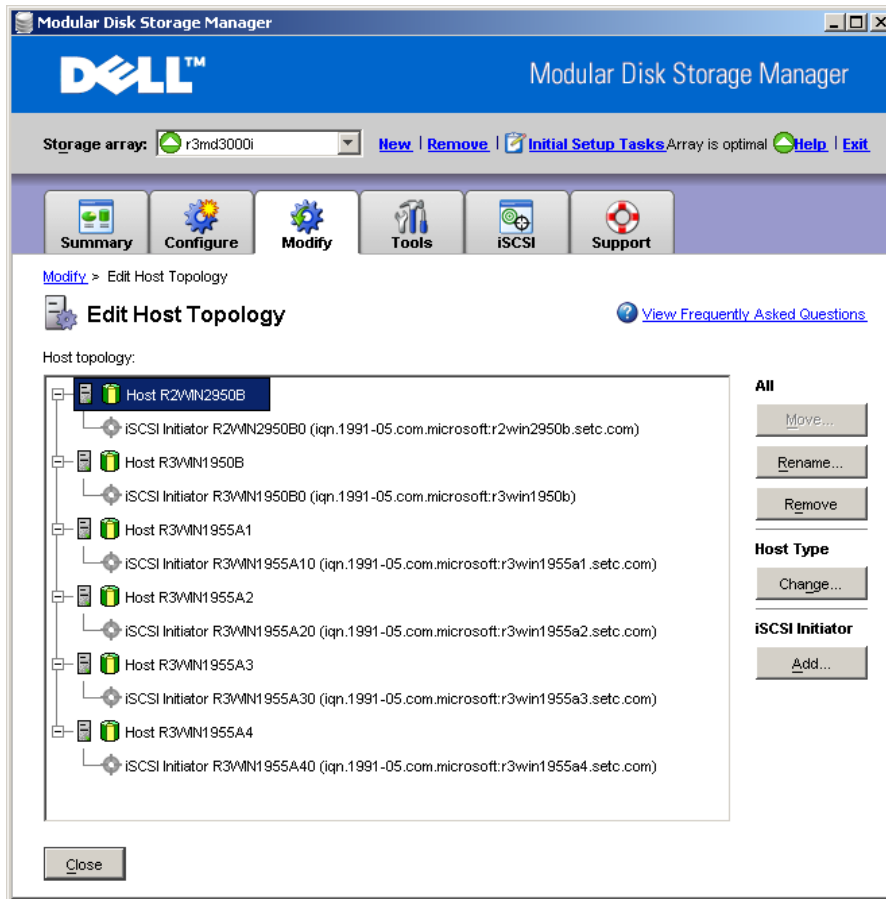 Modular Disk Storage Manager
DELL™
Modular Disk Storage Manager
Storage array: r3md3000i New | Remove | Initial Setup Tasks Array is optimal Help | Exit
Summary Configure Modify Tools iSCSI Support
Modify > Edit Host Topology
Edit Host Topology
View Frequently Asked Questions
Host topology:
Host R2WIN2950B
iSCSI Initiator R2WIN2950B0 (iqn.1991-05.com.microsoft:r2win2950b.setc.com)
Host R3WIN1950B
iSCSI Initiator R3WIN1950B0 (iqn.1991-05.com.microsoft:r3win1950b)
Host R3WIN1955A1
iSCSI Initiator R3WIN1955A10 (iqn.1991-05.com.microsoft:r3win1955a1.setc.com)
Host R3WIN1955A2
iSCSI Initiator R3WIN1955A20 (iqn.1991-05.com.microsoft:r3win1955a2.setc.com)
Host R3WIN1955A3
iSCSI Initiator R3WIN1955A30 (iqn.1991-05.com.microsoft:r3win1955a3.setc.com)
Host R3WIN1955A4
iSCSI Initiator R3WIN1955A40 (iqn.1991-05.com.microsoft:r3win1955a4.setc.com)
All
Move...
Rename...
Remove
Host Type
Change...
iSCSI Initiator
Add...
Close